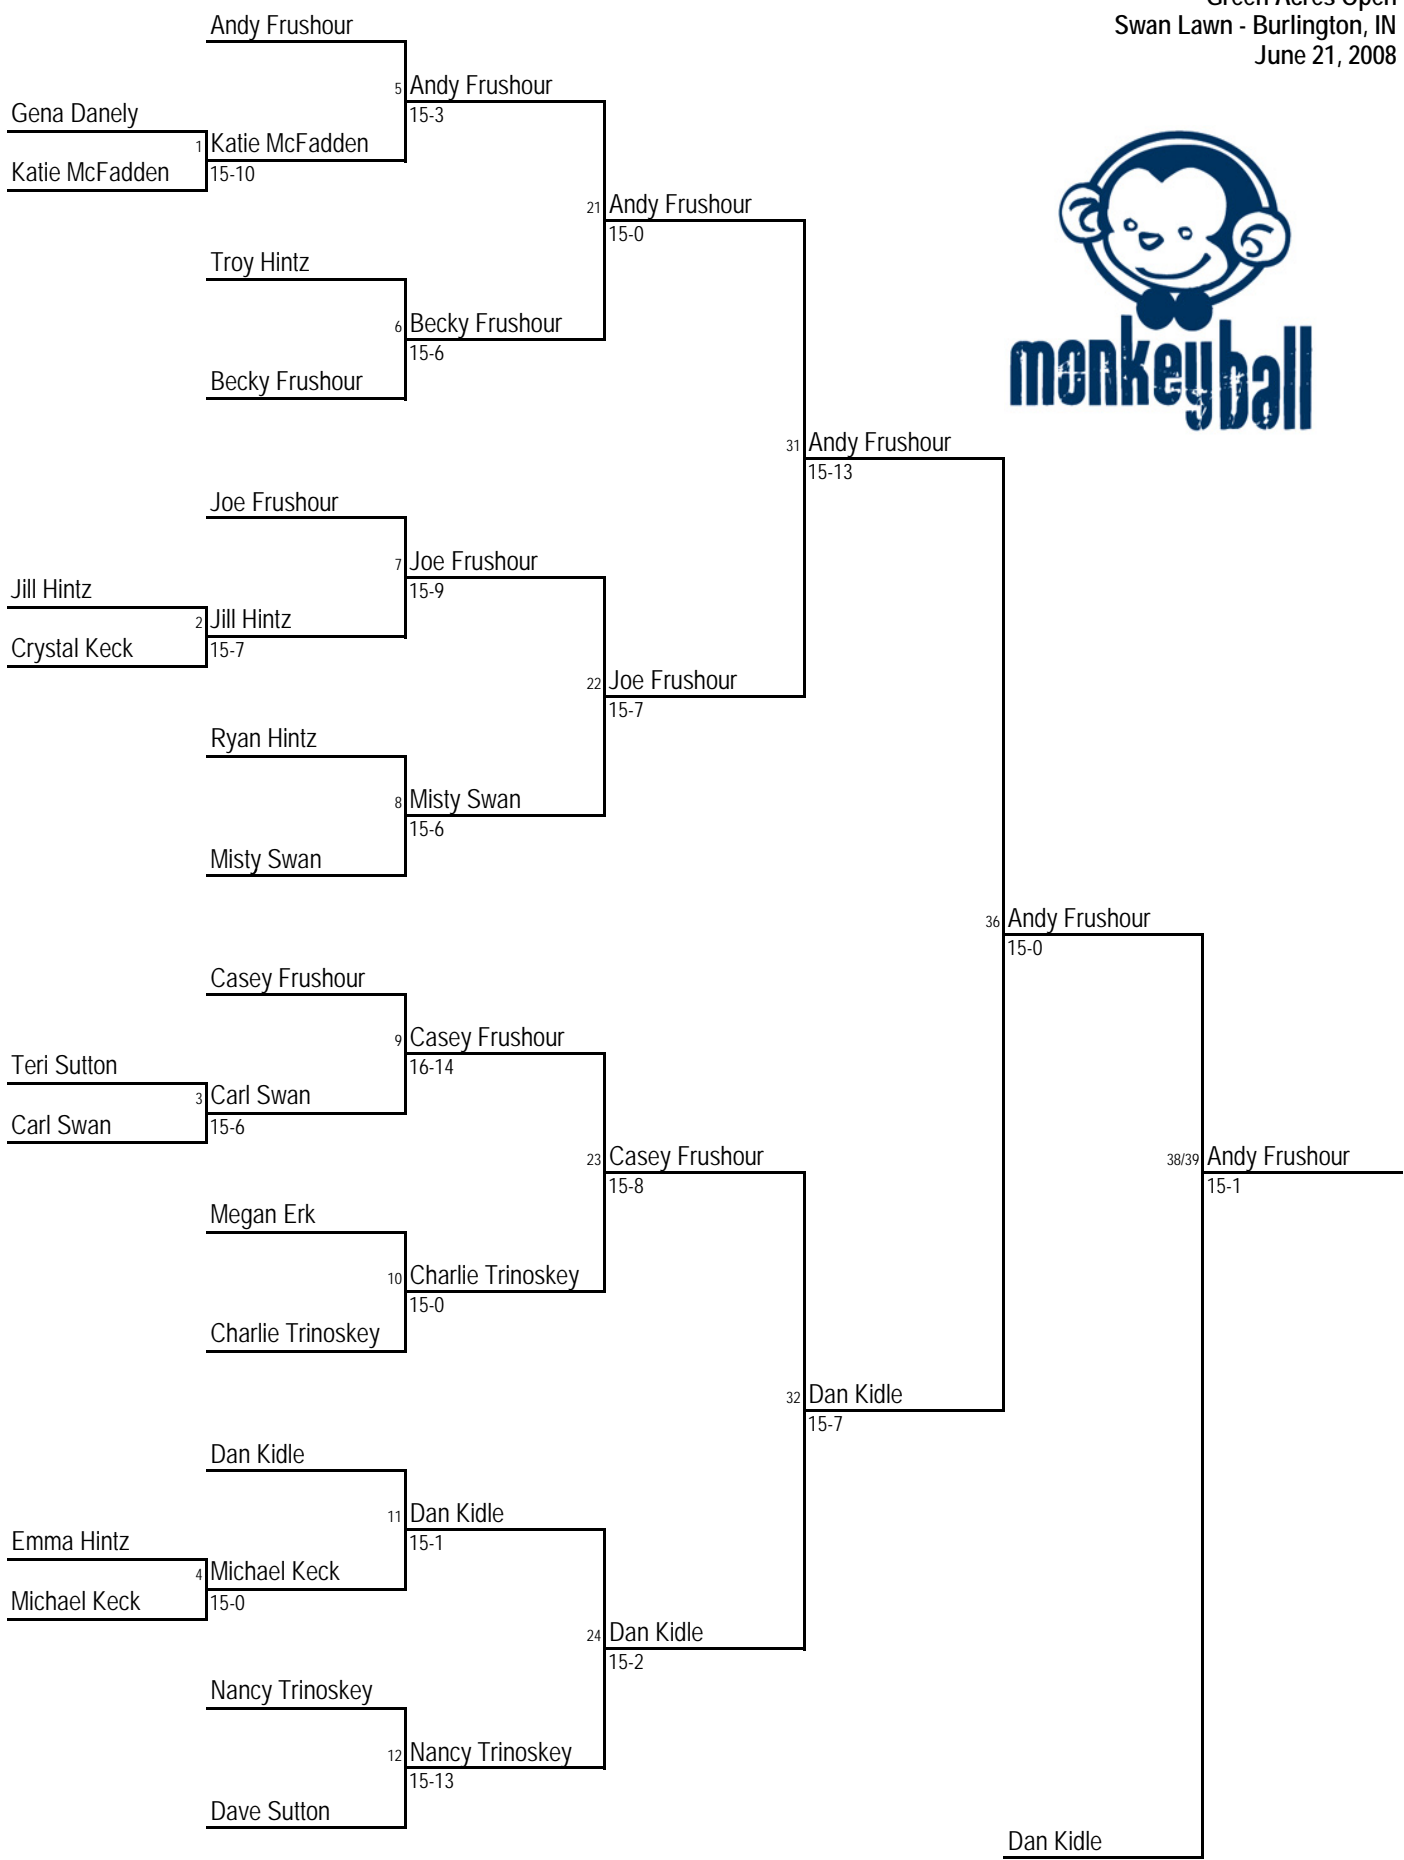 Green Acres Open
Swan Lawn - Burlington, IN
June 21, 2008
monkeyball
Andy Frushour
5 Andy Frushour
15-3
Gena Danely
1 Katie McFadden
Katie McFadden
15-10
21 Andy Frushour
15-0
Troy Hintz
6 Becky Frushour
15-6
Becky Frushour
31 Andy Frushour
15-13
Joe Frushour
7 Joe Frushour
15-9
Jill Hintz
2 Jill Hintz
Crystal Keck
15-7
22 Joe Frushour
15-7
Ryan Hintz
8 Misty Swan
15-6
Misty Swan
36 Andy Frushour
15-0
Casey Frushour
9 Casey Frushour
16-14
Teri Sutton
3 Carl Swan
Carl Swan
15-6
23 Casey Frushour
15-8
38/39 Andy Frushour
15-1
Megan Erk
10 Charlie Trinoskey
15-0
Charlie Trinoskey
32 Dan Kidle
15-7
Dan Kidle
11 Dan Kidle
15-1
Emma Hintz
4 Michael Keck
Michael Keck
15-0
24 Dan Kidle
15-2
Nancy Trinoskey
12 Nancy Trinoskey
15-13
Dave Sutton
Dan Kidle